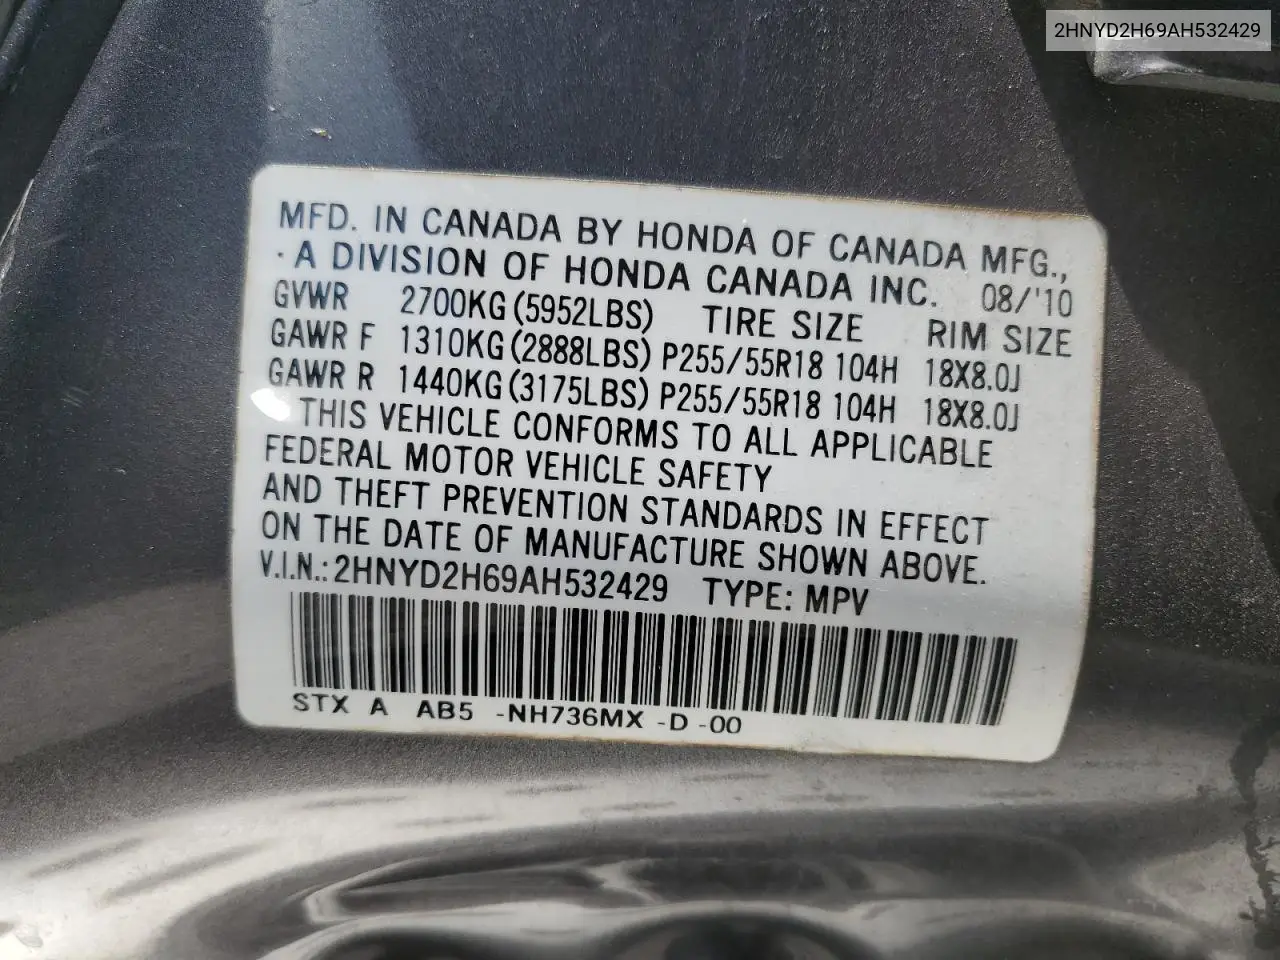 2HNYD2H69AH532429
MFD. IN CANADA BY HONDA OF CANADA MFG.,
· A DIVISION OF HONDA CANADA INC. 08/'10
GVWR 2700KG (5952LBS) TIRE SIZE RIM SIZE
GAWR F 1310KG (2888LBS) P255/55R18 104H 18X8.0J
GAWR R 1440KG (3175LBS) P255/55R18 104H 18X8.0J
THIS VEHICLE CONFORMS TO ALL APPLICABLE
FEDERAL MOTOR VEHICLE SAFETY
AND THEFT PREVENTION STANDARDS IN EFFECT
ON THE DATE OF MANUFACTURE SHOWN ABOVE.
V.I.N.: 2HNYD2H69AH532429 TYPE: MPV
STX A AB5 -NH736MX -D -00